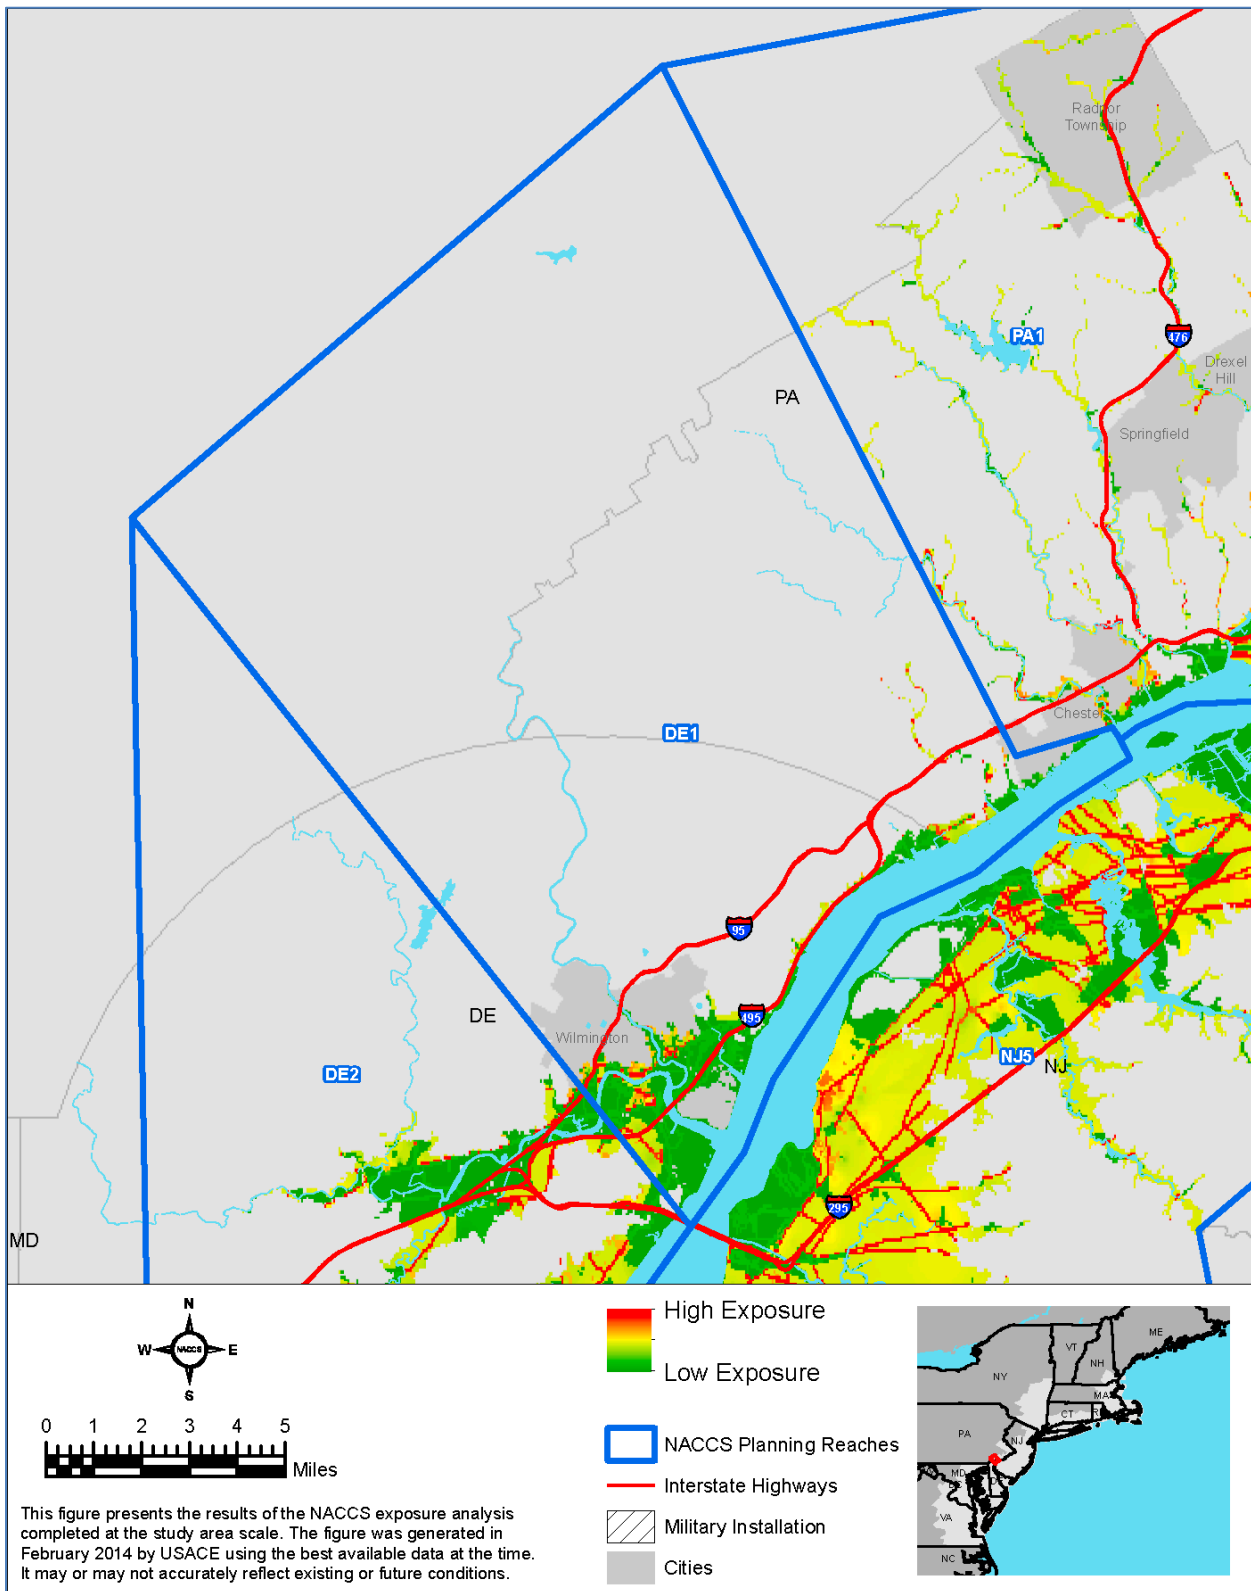 Radnor
Township
PA1
476
Drexel
Hill
PA
Springfield
Chester
DE1
95
DE
495
Wilmington
NJ5
NJ
DE2
295
MD
N
W
NACCS
E
S
0 1 2 3 4 5
Miles
This figure presents the results of the NACCS exposure analysis
completed at the study area scale. The figure was generated in
February 2014 by USACE using the best available data at the time.
It may or may not accurately reflect existing or future conditions.
High Exposure
Low Exposure
NACCS Planning Reaches
Interstate Highways
Military Installation
Cities
ME
VT
NH
NY
MA
CT
PA
NJ
MD
VA
NC